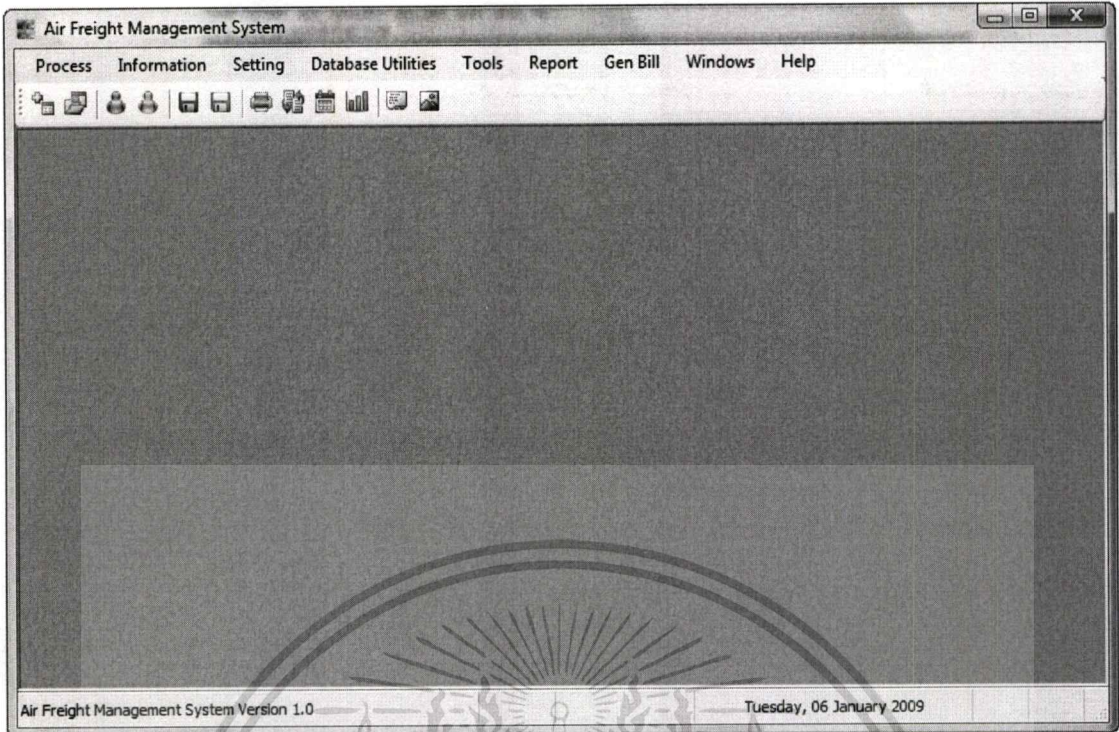 Air Freight Management System
Process Information Setting Database Utilities Tools Report Gen Bill Windows Help
Air Freight Management System Version 1.0 Tuesday, 06 January 2009